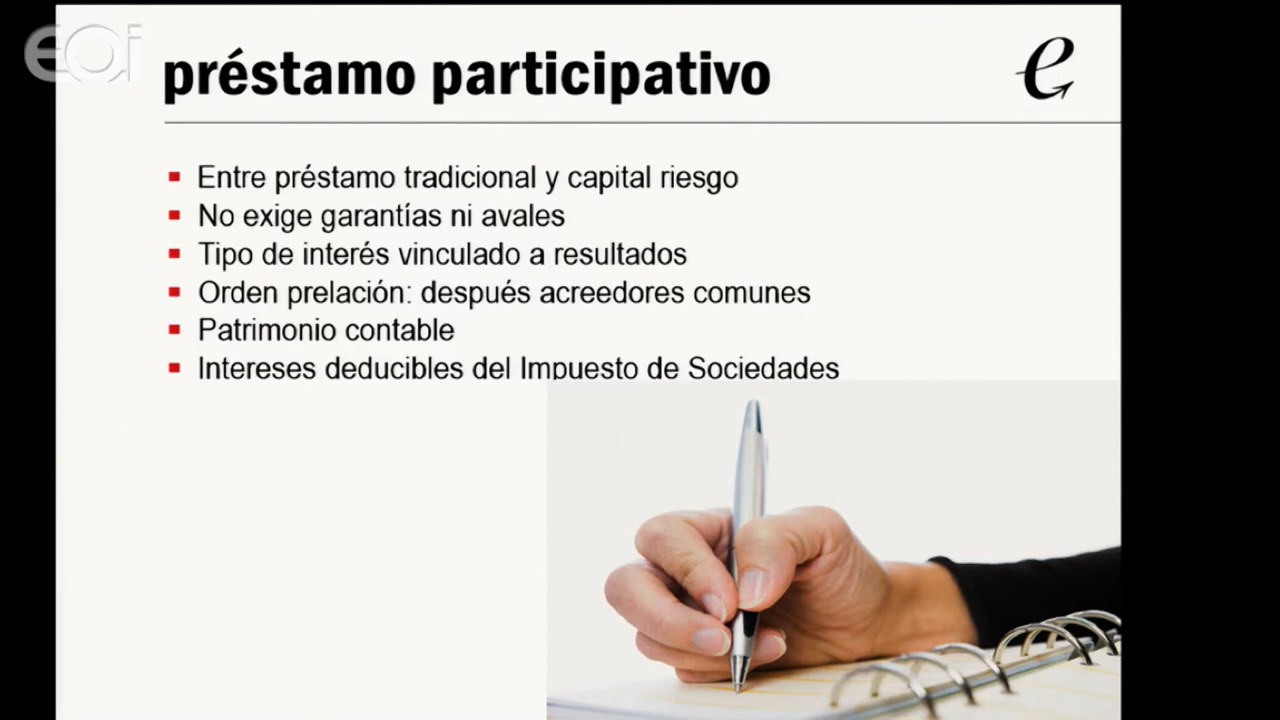 eoi
préstamo participativo
e
Entre préstamo tradicional y capital riesgo
No exige garantías ni avales
Tipo de interés vinculado a resultados
Orden prelación: después acreedores comunes
Patrimonio contable
Intereses deducibles del Impuesto de Sociedades